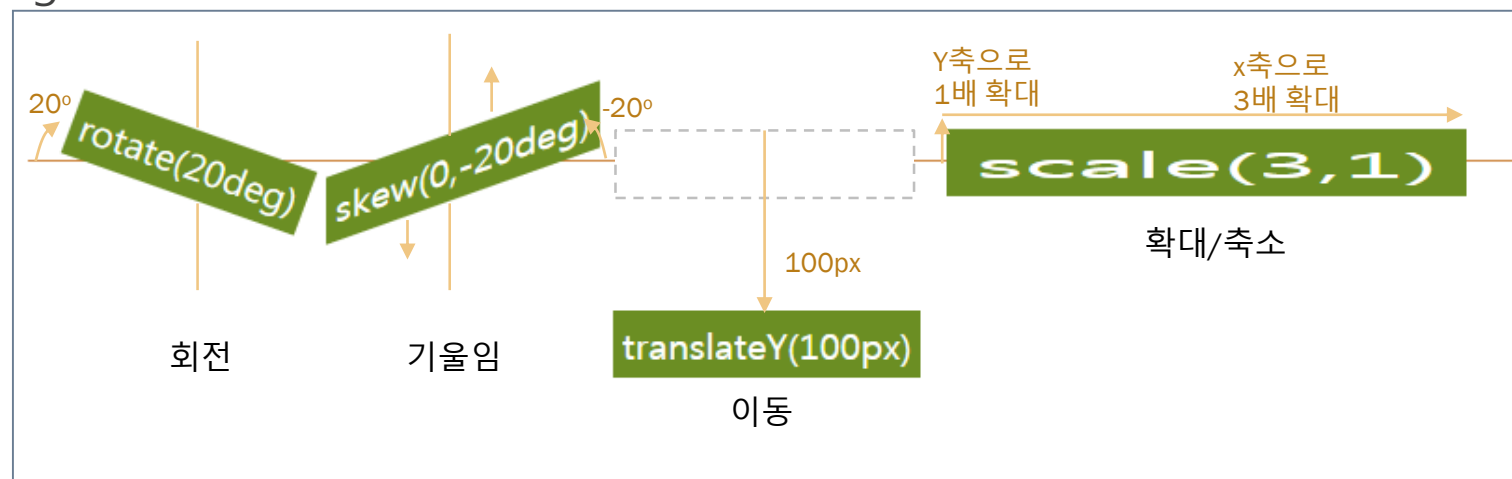 20º
rotate(20deg)
회전
skew(0,-20deg)
-20º
기울임
100px
translateY(100px)
이동
Y축으로
1배 확대
x축으로
3배 확대
scale(3,1)
확대/축소